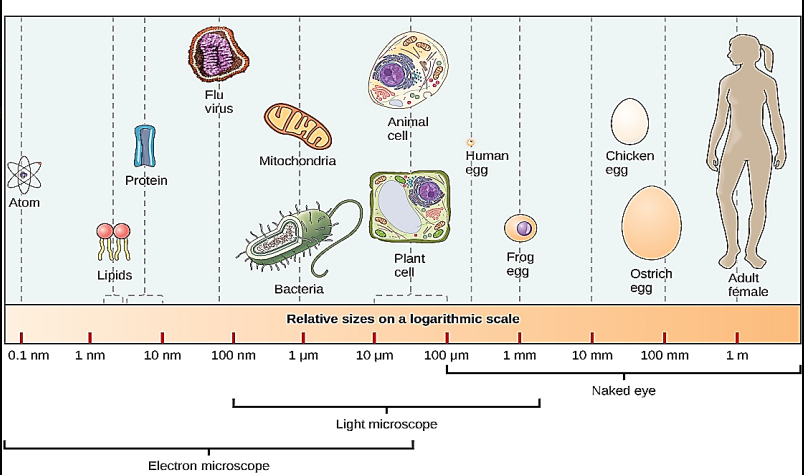 Flu
virus
Animal
cell
Mitochondria
Human
egg
Chicken
egg
Protein
Atom
Lipids
Bacteria
Plant
cell
Frog
egg
Ostrich
egg
Adult
female
Relative sizes on a logarithmic scale
0.1 nm 1 nm 10 nm 100 nm 1 μm 10 μm 100 μm 1 mm 10 mm 100 mm 1 m
Naked eye
Light microscope
Electron microscope